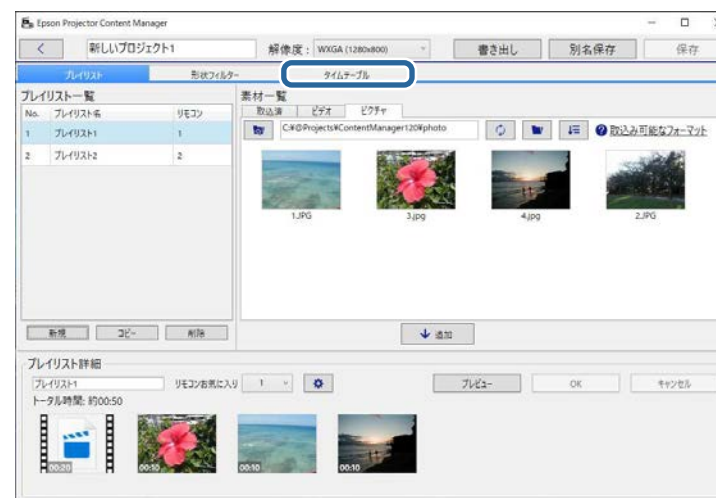 Epson Projector Content Manager
新しいプロジェクト1 解像度： WXGA (1280x800) 書き出し 別名保存 保存
プレイリスト 形状フィルター タイムテーブル
プレイリスト一覧 素材一覧
No. プレイリスト名 リモコン 取込済 ビデオ ピクチャ
1 プレイリスト1 1 C:¥@Projects¥ContentManager120¥photo 取込み可能なフォーマット
2 プレイリスト2 2
1.JPG 3.jpg 4.jpg 2.JPG
新規 コピー 削除 追加
プレイリスト詳細
プレイリスト1 リモコンお気に入り 1 プレビュー OK キャンセル
トータル時間: 約00:50
00:20 00:10 00:10 00:10